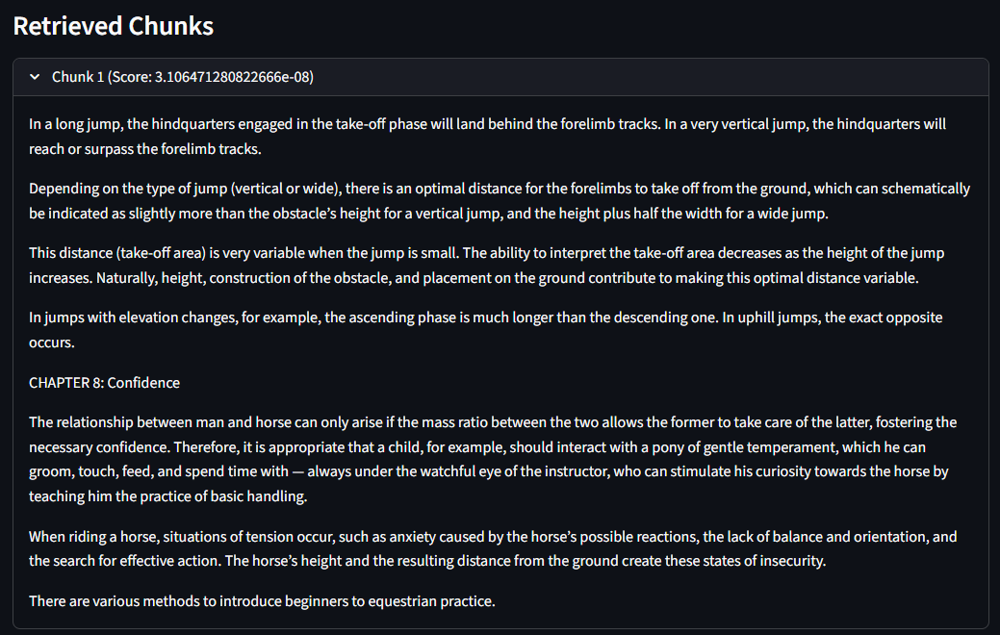 Retrieved Chunks
Chunk 1 (Score: 3.106471280822666e-08)
In a long jump, the hindquarters engaged in the take-off phase will land behind the forelimb tracks. In a very vertical jump, the hindquarters will
reach or surpass the forelimb tracks.
Depending on the type of jump (vertical or wide), there is an optimal distance for the forelimbs to take off from the ground, which can schematically
be indicated as slightly more than the obstacle’s height for a vertical jump, and the height plus half the width for a wide jump.
This distance (take-off area) is very variable when the jump is small. The ability to interpret the take-off area decreases as the height of the jump
increases. Naturally, height, construction of the obstacle, and placement on the ground contribute to making this optimal distance variable.
In jumps with elevation changes, for example, the ascending phase is much longer than the descending one. In uphill jumps, the exact opposite
occurs.
CHAPTER 8: Confidence
The relationship between man and horse can only arise if the mass ratio between the two allows the former to take care of the latter, fostering the
necessary confidence. Therefore, it is appropriate that a child, for example, should interact with a pony of gentle temperament, which he can
groom, touch, feed, and spend time with — always under the watchful eye of the instructor, who can stimulate his curiosity towards the horse by
teaching him the practice of basic handling.
When riding a horse, situations of tension occur, such as anxiety caused by the horse’s possible reactions, the lack of balance and orientation, and
the search for effective action. The horse’s height and the resulting distance from the ground create these states of insecurity.
There are various methods to introduce beginners to equestrian practice.